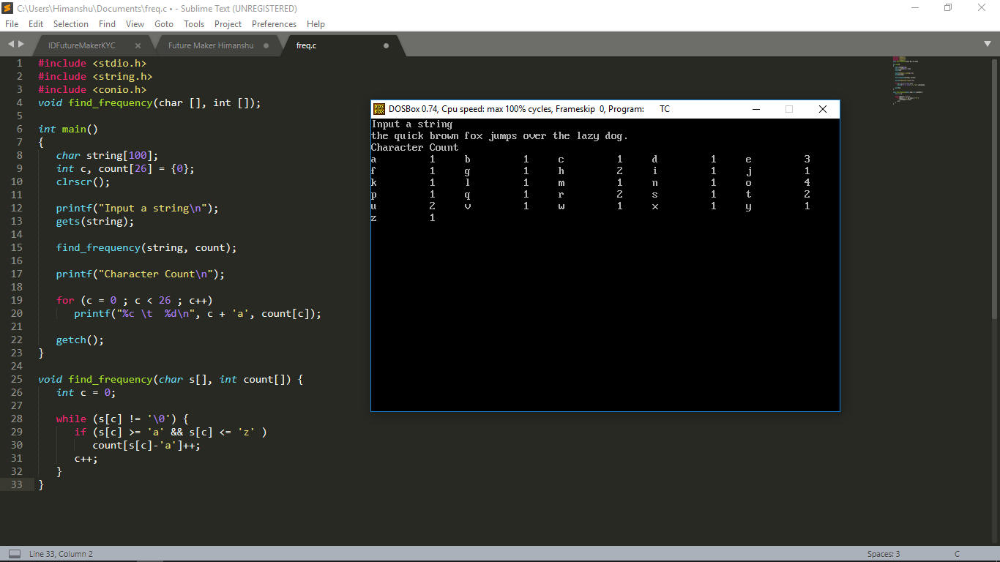 C:\Users\Himanshu\Documents\freq.c • - Sublime Text (UNREGISTERED)
File Edit Selection Find View Goto Tools Project Preferences Help
IDFutureMakerKYC × Future Maker Himanshu freq.c
1 #include <stdio.h>
2 #include <string.h>
3 #include <conio.h>
4 void find_frequency(char [], int []);
5
6 int main()
7 {
8 char string[100];
9 int c, count[26] = {0};
10 clrscr();
11
12 printf("Input a string\n");
13 gets(string);
14
15 find_frequency(string, count);
16
17 printf("Character Count\n");
18
19 for (c = 0 ; c < 26 ; c++)
20 printf("%c \t  %d\n", c + 'a', count[c]);
21
22 getch();
23 }
24
25 void find_frequency(char s[], int count[]) {
26 int c = 0;
27
28 while (s[c] != '\0') {
29 if (s[c] >= 'a' && s[c] <= 'z' )
30 count[s[c]-'a']++;
31 c++;
32 }
33 }
DOS BOX DOSBox 0.74, Cpu speed: max 100% cycles, Frameskip 0, Program: TC
Input a string
the quick brown fox jumps over the lazy dog.
Character Count
a 1 b 1 c 1 d 1 e 3
f 1 g 1 h 2 i 1 j 1
k 1 l 1 m 1 n 1 o 4
p 1 q 1 r 2 s 1 t 2
u 2 v 1 w 1 x 1 y 1
z 1
Line 33, Column 2 Spaces: 3 C